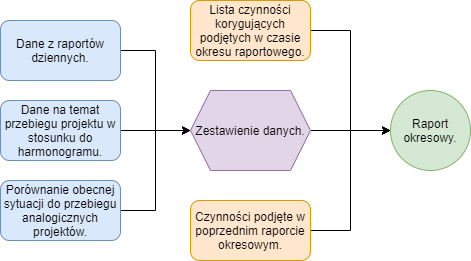 Dane z raportów
dziennych.
Dane na temat
przebiegu projektu w
stosunku do
harmonogramu.
Porównanie obecnej
sytuacji do przebiegu
analogicznych
projektów.
Lista czynności
korygujących
podjętych w czasie
okresu raportowego.
Zestawienie danych.
Czynności podjęte w
poprzednim raporcie
okresowym.
Raport
okresowy.